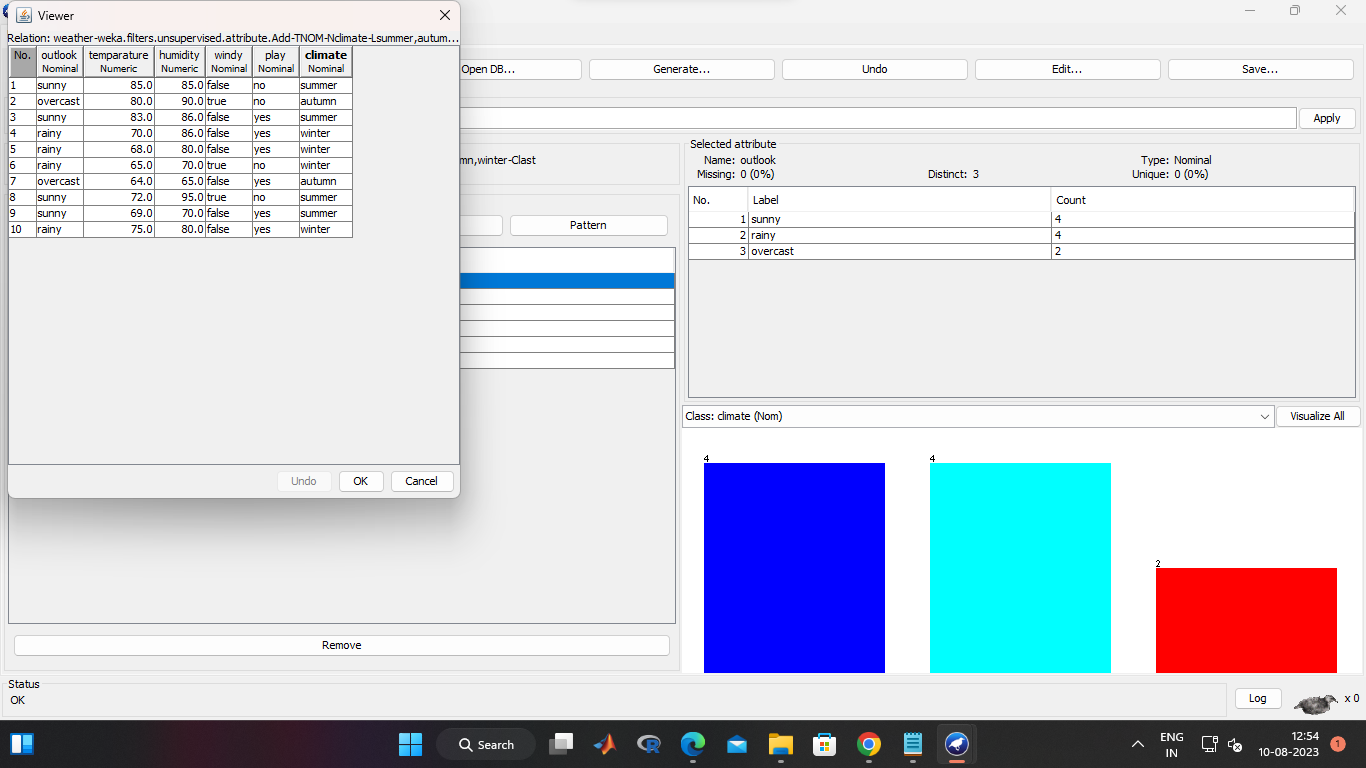 Viewer
Relation: weather-weka.filters.unsupervised.attribute.Add-TNOM-Nclimate-Lsummer,autum...
No. outlook temparature humidity windy play climate
Nominal Numeric Numeric Nominal Nominal Nominal
1 sunny 85.0 85.0 false no summer
2 overcast 80.0 90.0 true no autumn
3 sunny 83.0 86.0 false yes summer
4 rainy 70.0 86.0 false yes winter
5 rainy 68.0 80.0 false yes winter
6 rainy 65.0 70.0 true no winter
7 overcast 64.0 65.0 false yes autumn
8 sunny 72.0 95.0 true no summer
9 sunny 69.0 70.0 false yes summer
10 rainy 75.0 80.0 false yes winter
Undo OK Cancel
Open DB... Generate... Undo Edit... Save...
Apply
mn,winter-Clast
Pattern
Remove
Selected attribute
Name: outlook Type: Nominal
Missing: 0 (0%) Distinct: 3 Unique: 0 (0%)
No. Label Count
1 sunny 4
2 rainy 4
3 overcast 2
Class: climate (Nom) Visualize All
4 4 2
Status
OK
Log x 0
Search
ENG
IN
12:54
10-08-2023
1